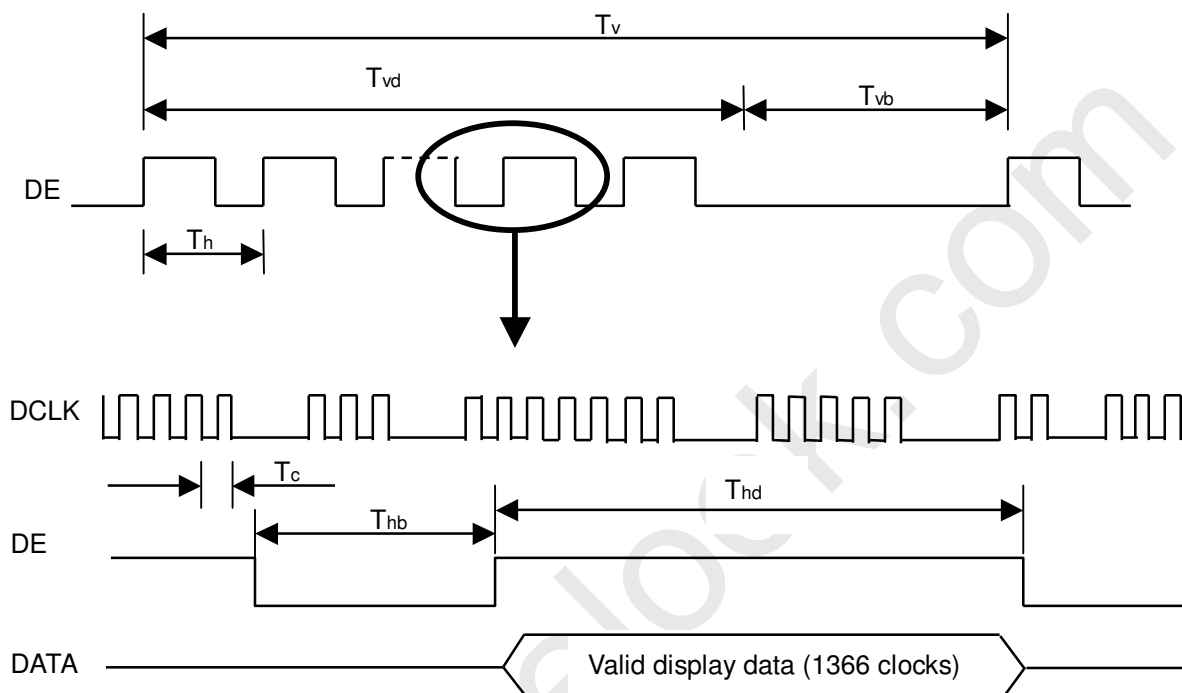 Tv
Tvd
Tvb
DE
Th
DCLK
Tc
Thd
Thb
DE
DATA
Valid display data (1366 clocks)